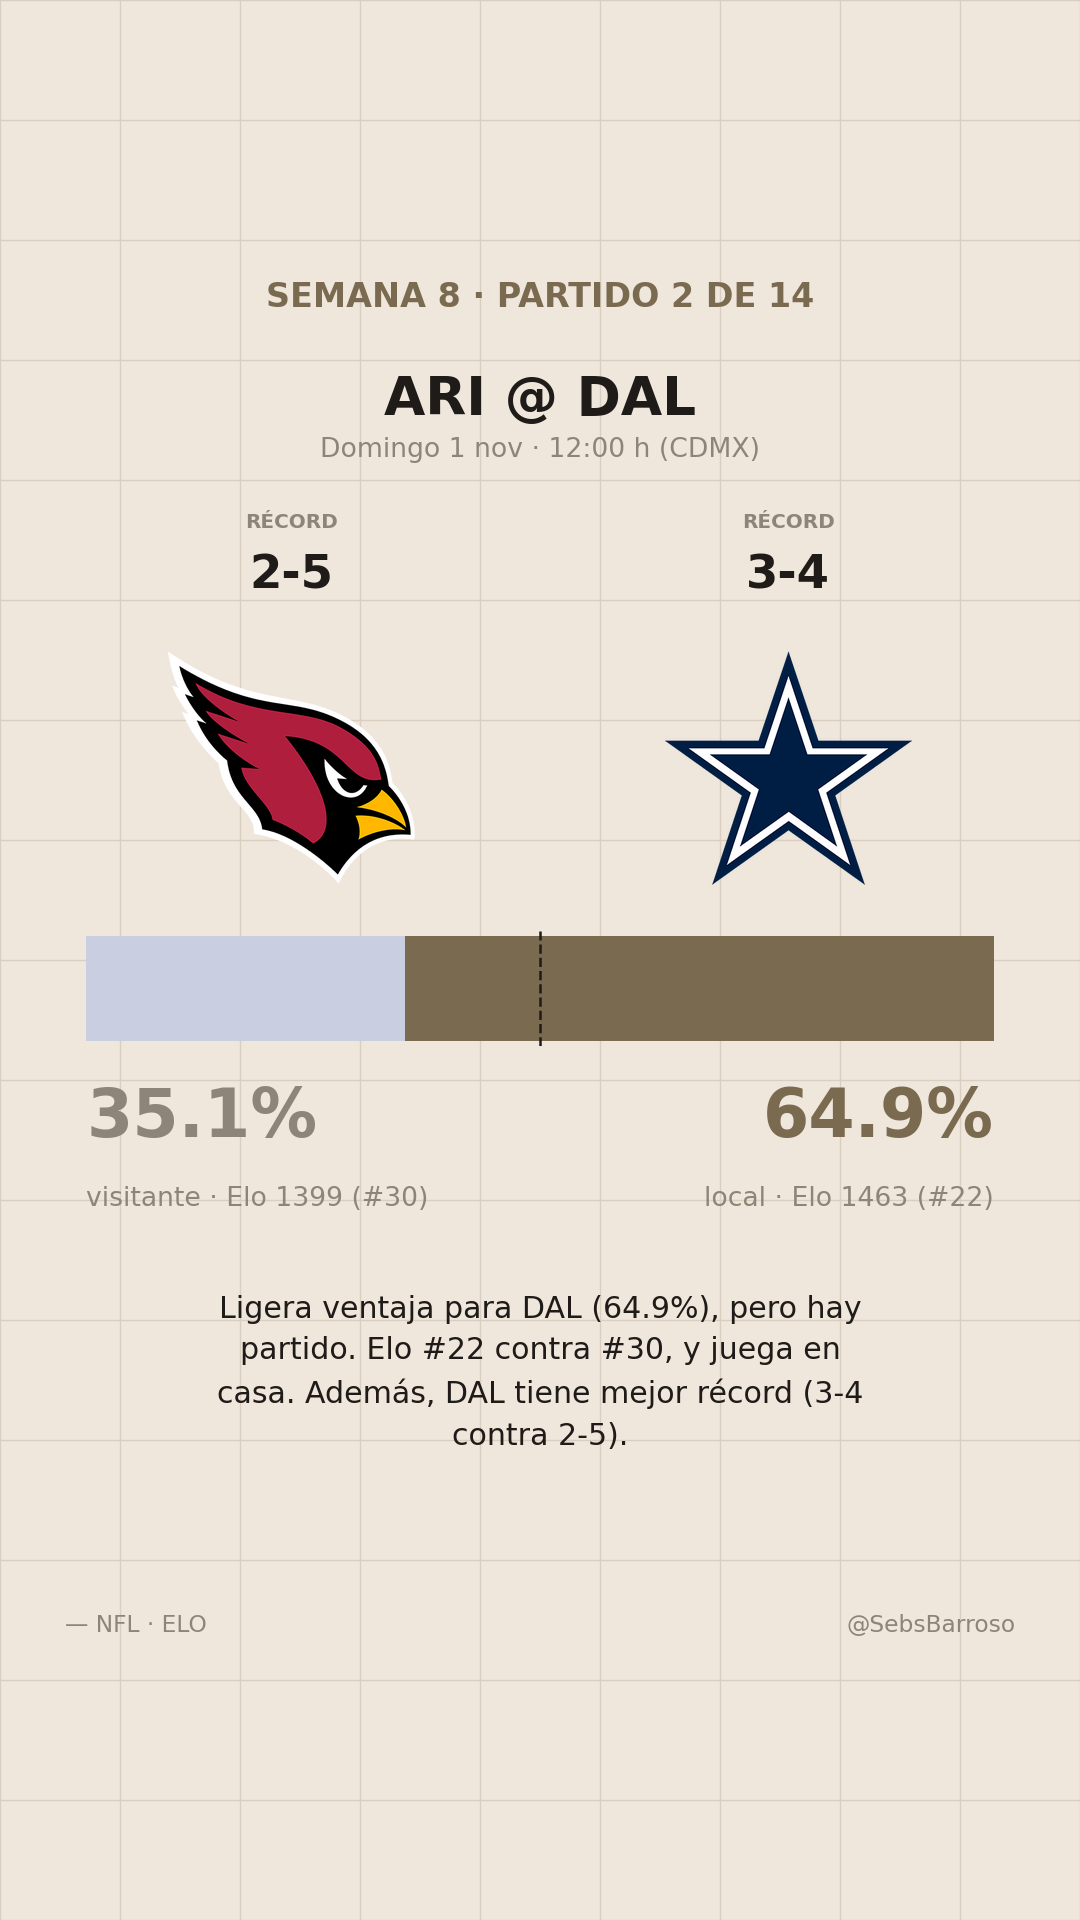 SEMANA 8 · PARTIDO 2 DE 14
ARI @ DAL
Domingo 1 nov · 12:00 h (CDMX)
RÉCORD
2-5
RÉCORD
3-4
35.1%
64.9%
visitante · Elo 1399 (#30)
local · Elo 1463 (#22)
Ligera ventaja para DAL (64.9%), pero hay
partido. Elo #22 contra #30, y juega en
casa. Además, DAL tiene mejor récord (3-4
contra 2-5).
— NFL · ELO
@SebsBarroso